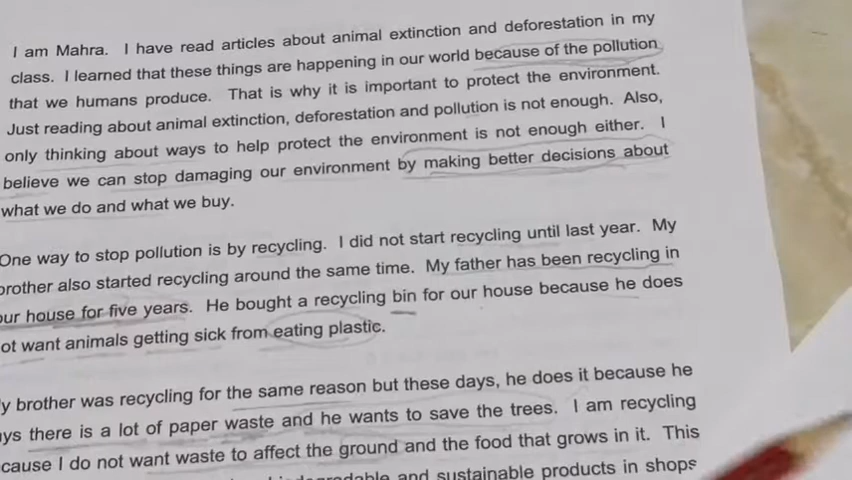 I am Mahra. I have read articles about animal extinction and deforestation in my
class. I learned that these things are happening in our world because of the pollution
that we humans produce. That is why it is important to protect the environment.
Just reading about animal extinction, deforestation and pollution is not enough. Also,
only thinking about ways to help protect the environment is not enough either. I
believe we can stop damaging our environment by making better decisions about
what we do and what we buy.
One way to stop pollution is by recycling. I did not start recycling until last year. My
brother also started recycling around the same time. My father has been recycling in
our house for five years. He bought a recycling bin for our house because he does
ot want animals getting sick from eating plastic.
y brother was recycling for the same reason but these days, he does it because he
ys there is a lot of paper waste and he wants to save the trees. I am recycling
cause I do not want waste to affect the ground and the food that grows in it. This
and sustainable products in shops